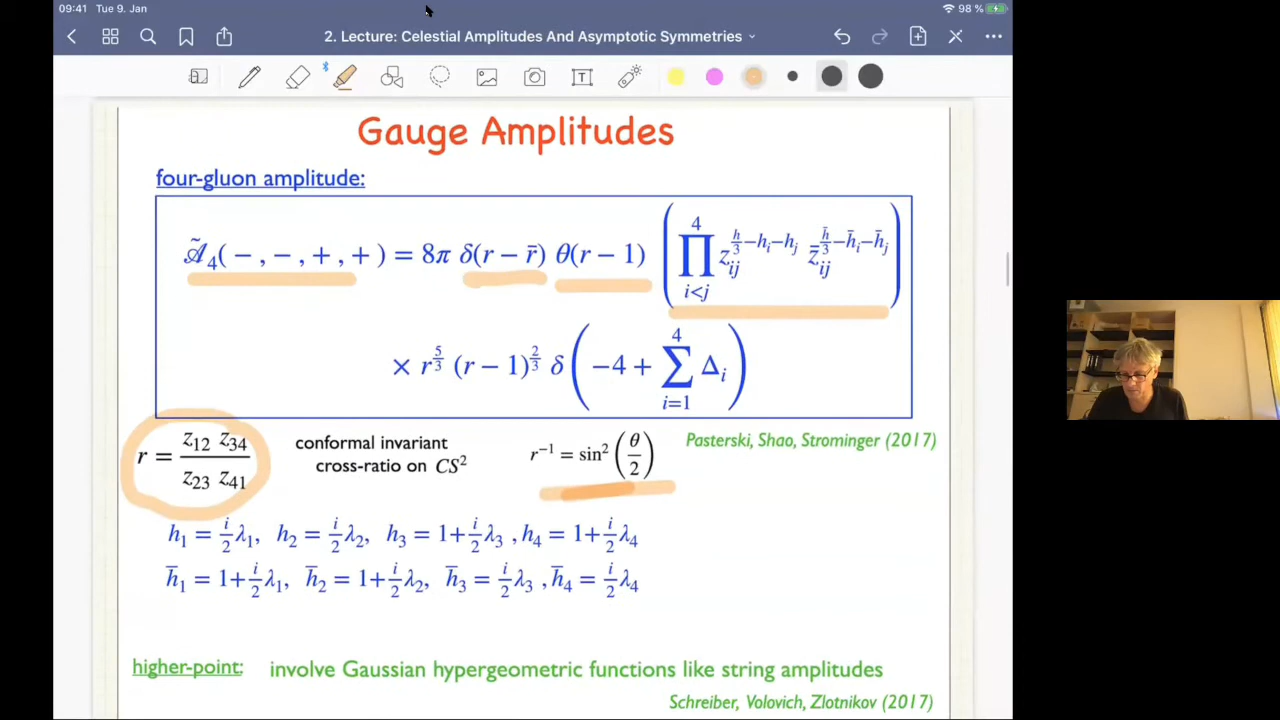 09:41 Tue 9. Jan 98 %
2. Lecture: Celestial Amplitudes And Asymptotic Symmetries
T
Gauge Amplitudes
four-gluon amplitude:
𝒜̃₄(−, −, +, +) = 8π δ(r − r̄) θ(r − 1) (∏_{i<j}^{4} z_{ij}^{h/3−h_i−h_j} z̄_{ij}^{h̄/3−h̄_i−h̄_j})
× r^{5/3} (r − 1)^{2/3} δ(−4 + ∑_{i=1}^{4} Δ_i)
r = z₁₂ z₃₄ / z₂₃ z₄₁ conformal invariant cross-ratio on CS² r⁻¹ = sin²(θ/2) Pasterski, Shao, Strominger (2017)
h₁ = i/2 λ₁, h₂ = i/2 λ₂, h₃ = 1+i/2 λ₃ , h₄ = 1+i/2 λ₄
h̄₁ = 1+i/2 λ₁, h̄₂ = 1+i/2 λ₂, h̄₃ = i/2 λ₃ , h̄₄ = i/2 λ₄
higher-point: involve Gaussian hypergeometric functions like string amplitudes
Schreiber, Volovich, Zlotnikov (2017)